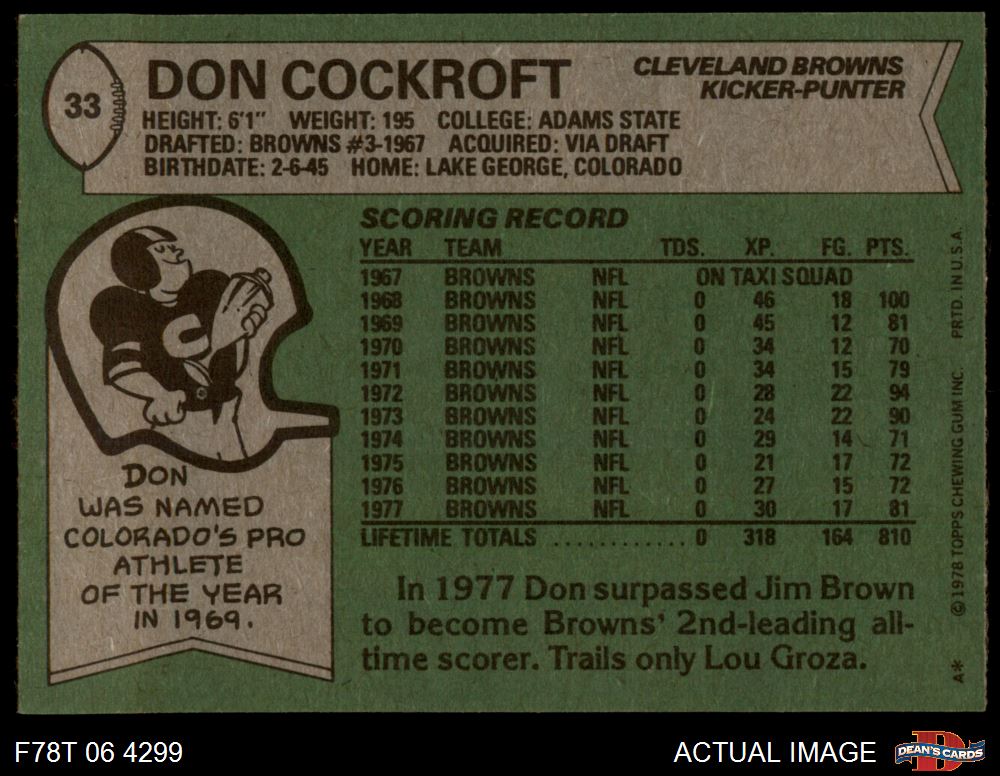 33
DON COCKROFT
CLEVELAND BROWNS
KICKER-PUNTER
HEIGHT: 6'1" WEIGHT: 195 COLLEGE: ADAMS STATE
DRAFTED: BROWNS #3-1967 ACQUIRED: VIA DRAFT
BIRTHDATE: 2-6-45 HOME: LAKE GEORGE, COLORADO
C
DON
WAS NAMED
COLORADO'S PRO
ATHLETE
OF THE YEAR
IN 1969.
SCORING RECORD
YEAR TEAM TDS. XP. FG. PTS.
1967 BROWNS NFL ON TAXI SQUAD
1968 BROWNS NFL 0 46 18 100
1969 BROWNS NFL 0 45 12 81
1970 BROWNS NFL 0 34 12 70
1971 BROWNS NFL 0 34 15 79
1972 BROWNS NFL 0 28 22 94
1973 BROWNS NFL 0 24 22 90
1974 BROWNS NFL 0 29 14 71
1975 BROWNS NFL 0 21 17 72
1976 BROWNS NFL 0 27 15 72
1977 BROWNS NFL 0 30 17 81
LIFETIME TOTALS ............ 0 318 164 810
In 1977 Don surpassed Jim Brown
to become Browns' 2nd-leading all-
time scorer. Trails only Lou Groza.
A* © 1978 TOPPS CHEWING GUM INC. PRTD. IN U.S.A.
F78T 06 4299
ACTUAL IMAGE
D
DEAN'S CARDS